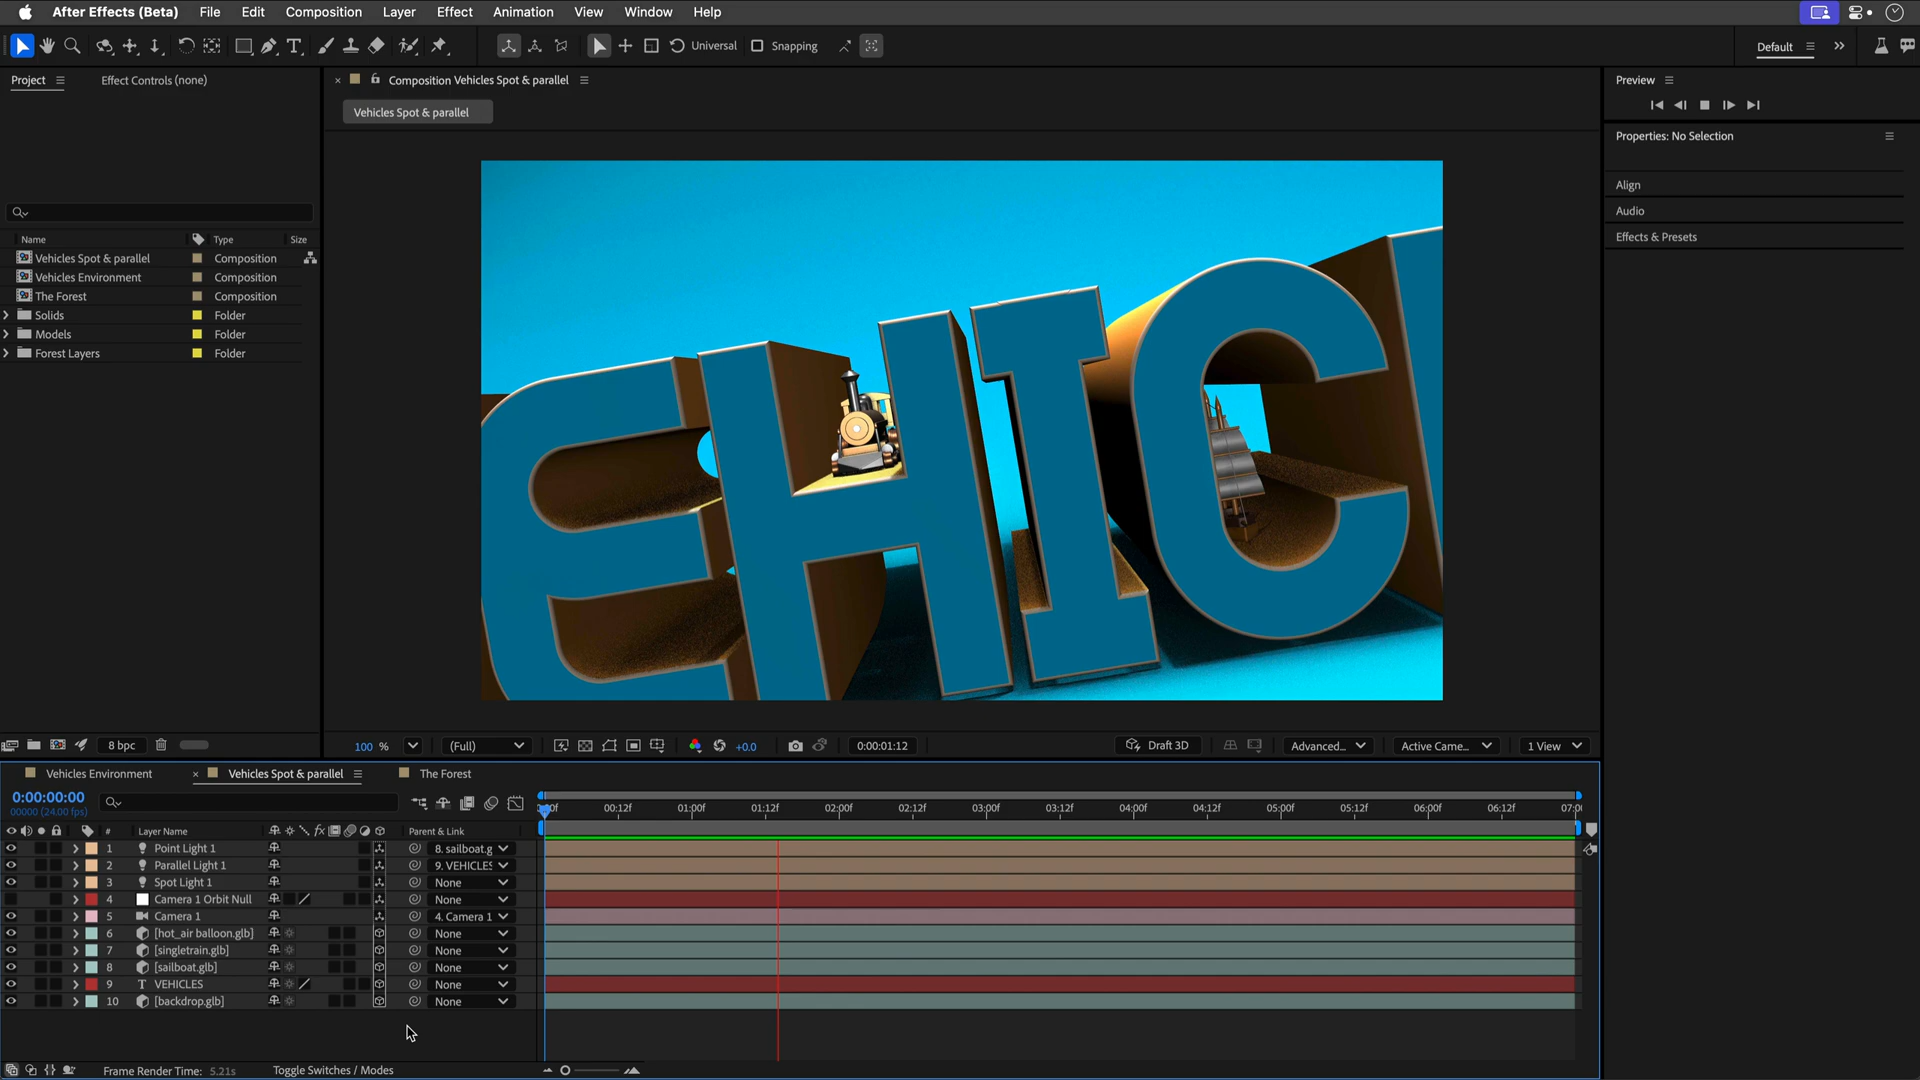 After Effects (Beta) File Edit Composition Layer Effect Animation View Window Help
Universal Snapping Default
Project Effect Controls (none) Composition Vehicles Spot & parallel Preview
Vehicles Spot & parallel
Properties: No Selection
Align
Audio
Effects & Presets
Name Type Size
Vehicles Spot & parallel Composition
Vehicles Environment Composition
The Forest Composition
Solids Folder
Models Folder
Forest Layers Folder
EHIC
8 bpc 100 % (Full) +0.0 0:00:01:12 Draft 3D Advanced... Active Came... 1 View
Vehicles Environment Vehicles Spot & parallel The Forest
0:00:00:00
00000 (24.00 fps)
00:12f 01:00f 01:12f 02:00f 02:12f 03:00f 03:12f 04:00f 04:12f 05:00f 05:12f 06:00f 06:12f 07:0
# Layer Name fx Parent & Link
1 Point Light 1 8. sailboat.g
2 Parallel Light 1 9. VEHICLES
3 Spot Light 1 None
4 Camera 1 Orbit Null None
5 Camera 1 4. Camera 1
6 [hot_air balloon.glb] None
7 [singletrain.glb] None
8 [sailboat.glb] None
9 T VEHICLES None
10 [backdrop.glb] None
Frame Render Time: 5.21s Toggle Switches / Modes